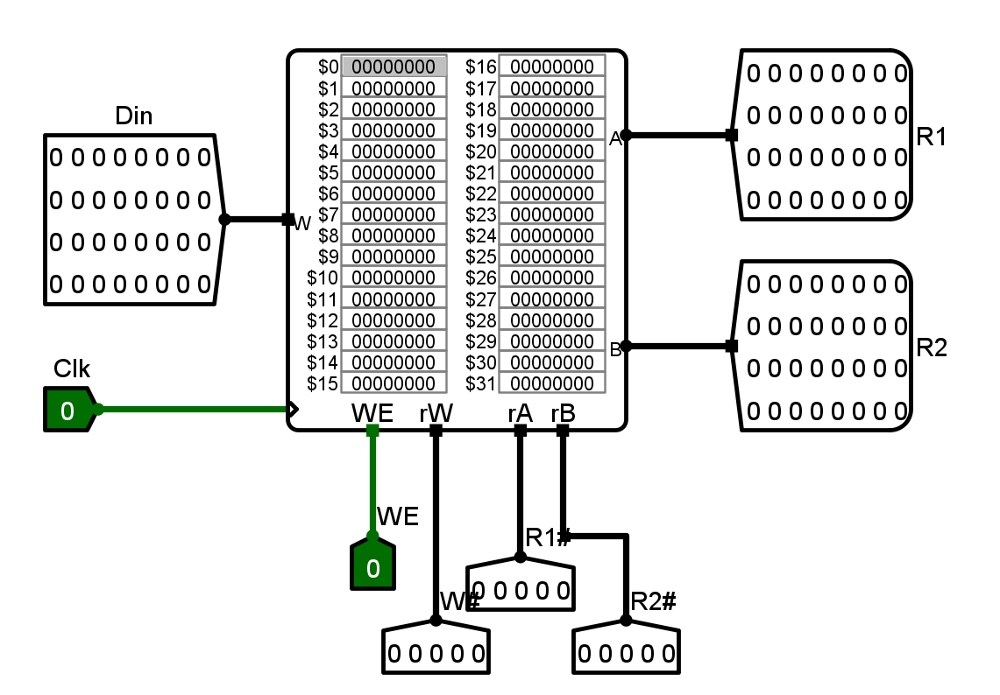 Din
0 0 0 0 0 0 0 0
0 0 0 0 0 0 0 0
0 0 0 0 0 0 0 0
0 0 0 0 0 0 0 0
Clk
0
W
$0 00000000 $16 00000000
$1 00000000 $17 00000000
$2 00000000 $18 00000000
$3 00000000 $19 00000000
$4 00000000 $20 00000000
$5 00000000 $21 00000000
$6 00000000 $22 00000000
$7 00000000 $23 00000000
$8 00000000 $24 00000000
$9 00000000 $25 00000000
$10 00000000 $26 00000000
$11 00000000 $27 00000000
$12 00000000 $28 00000000
$13 00000000 $29 00000000
$14 00000000 $30 00000000
$15 00000000 $31 00000000
WE rW rA rB
A
B
0 0 0 0 0 0 0 0
0 0 0 0 0 0 0 0
0 0 0 0 0 0 0 0
0 0 0 0 0 0 0 0
R1
0 0 0 0 0 0 0 0
0 0 0 0 0 0 0 0
0 0 0 0 0 0 0 0
0 0 0 0 0 0 0 0
R2
WE
0
R1#
0 0 0 0 0
W#
0 0 0 0 0
R2#
0 0 0 0 0